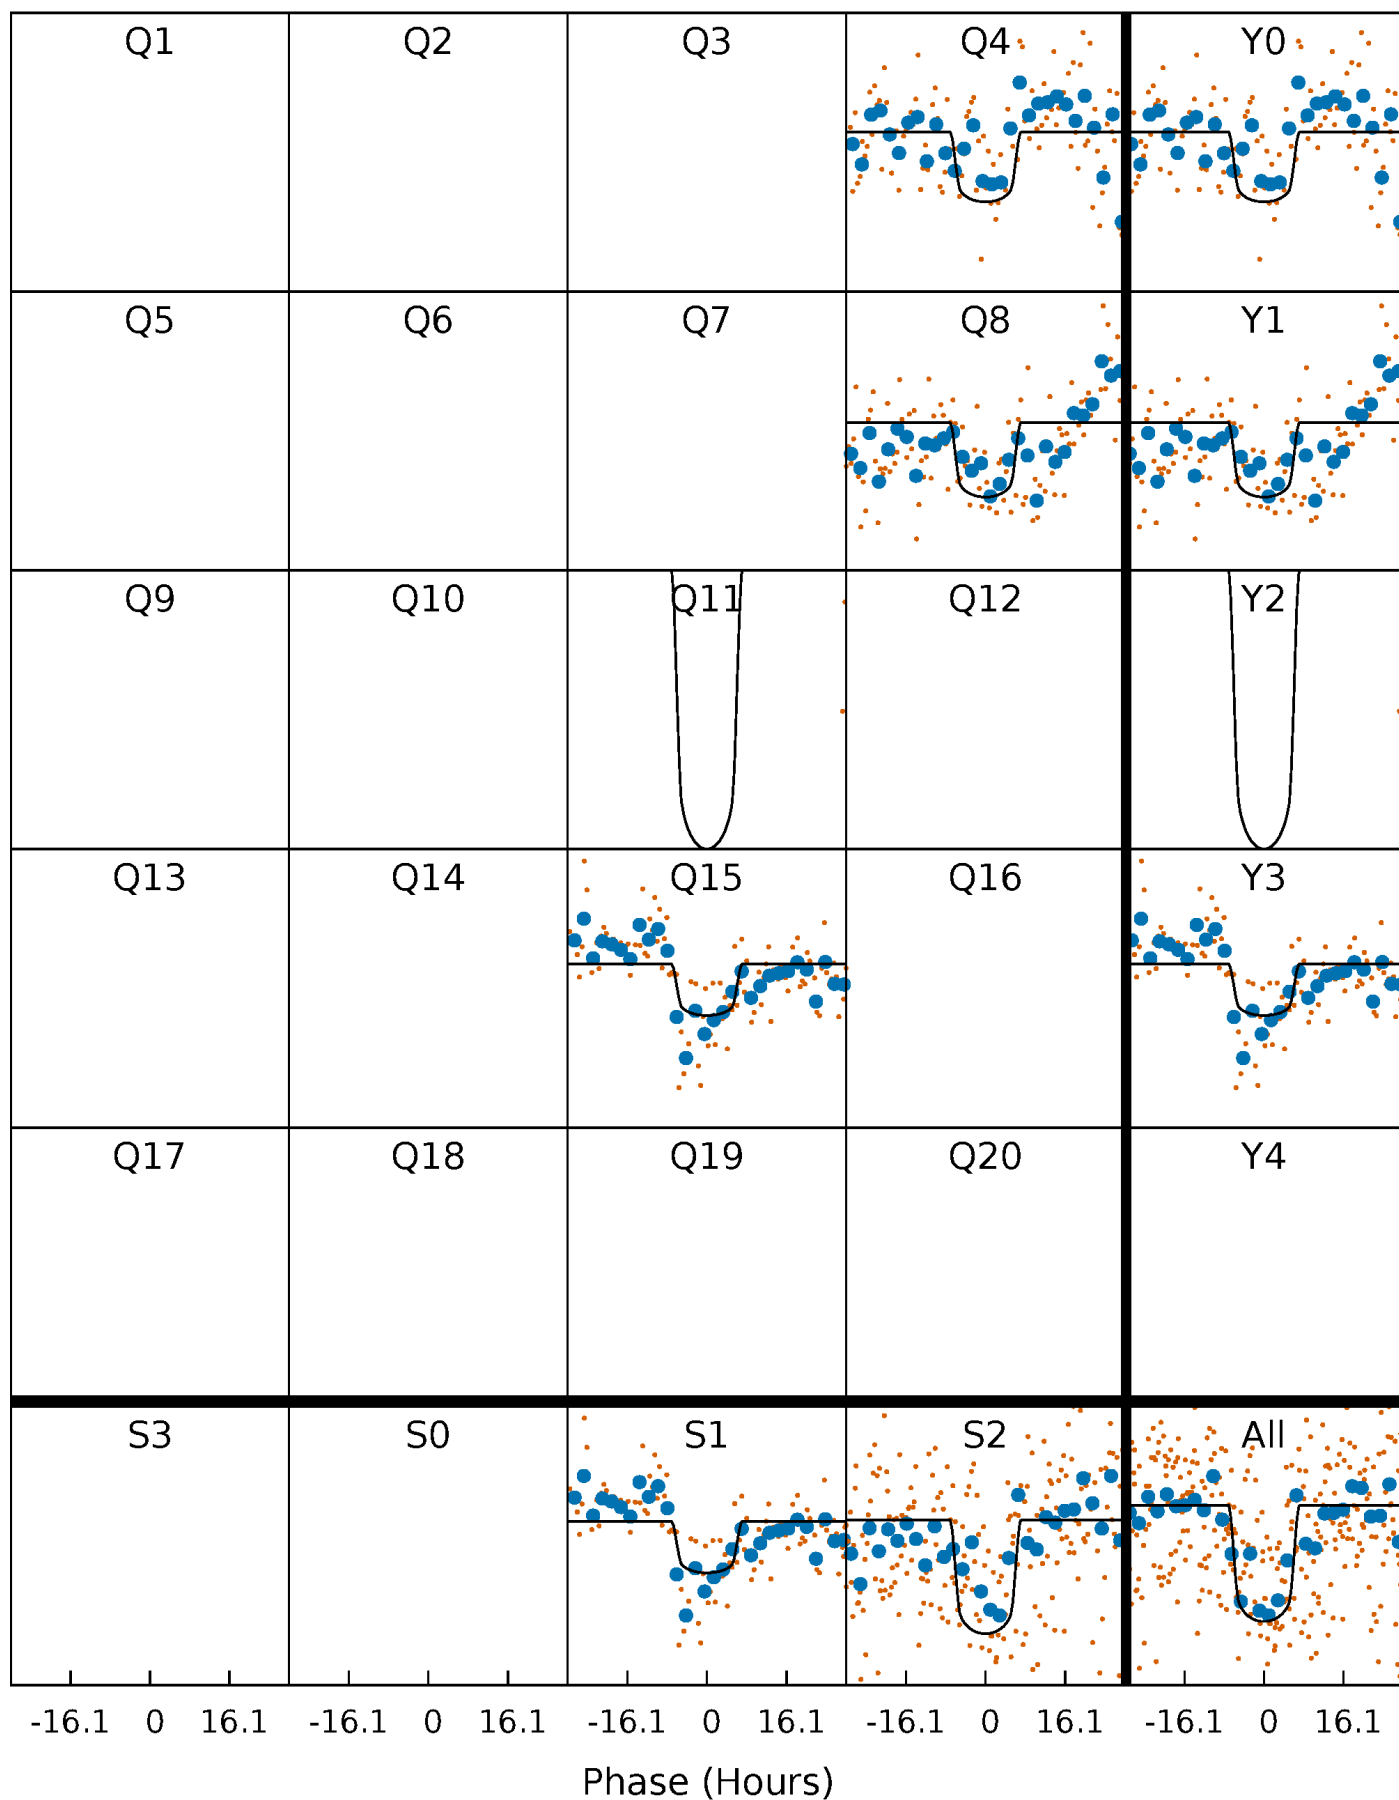 Q1 Q2 Q3 Q4 Y0
Q5 Q6 Q7 Q8 Y1
Q9 Q10 Q11 Q12 Y2
Q13 Q14 Q15 Q16 Y3
Q17 Q18 Q19 Q20 Y4
S3 S0 S1 S2 All
-16.1 0 16.1 -16.1 0 16.1 -16.1 0 16.1 -16.1 0 16.1 -16.1 0 16.1
Phase (Hours)